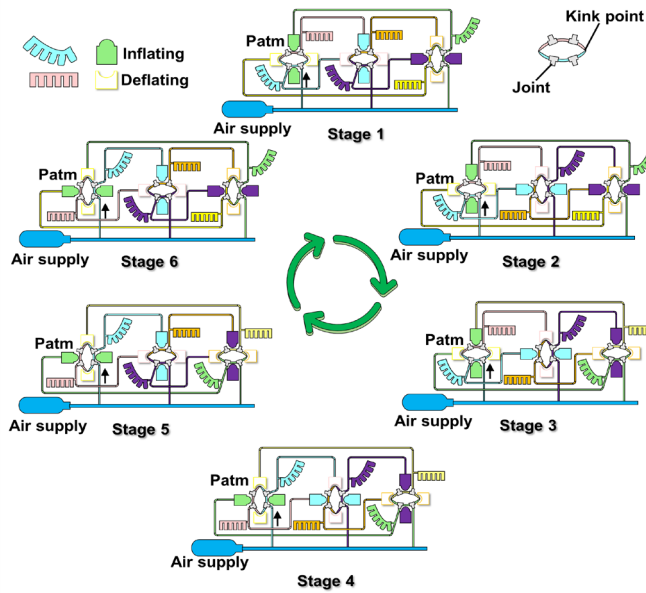 Patm
Inflating
Deflating
Kink point
Joint
Air supply
Stage 1
Patm
Air supply
Stage 6
Patm
Air supply
Stage 2
Patm
Air supply
Stage 5
Patm
Air supply
Stage 3
Patm
Air supply
Stage 4